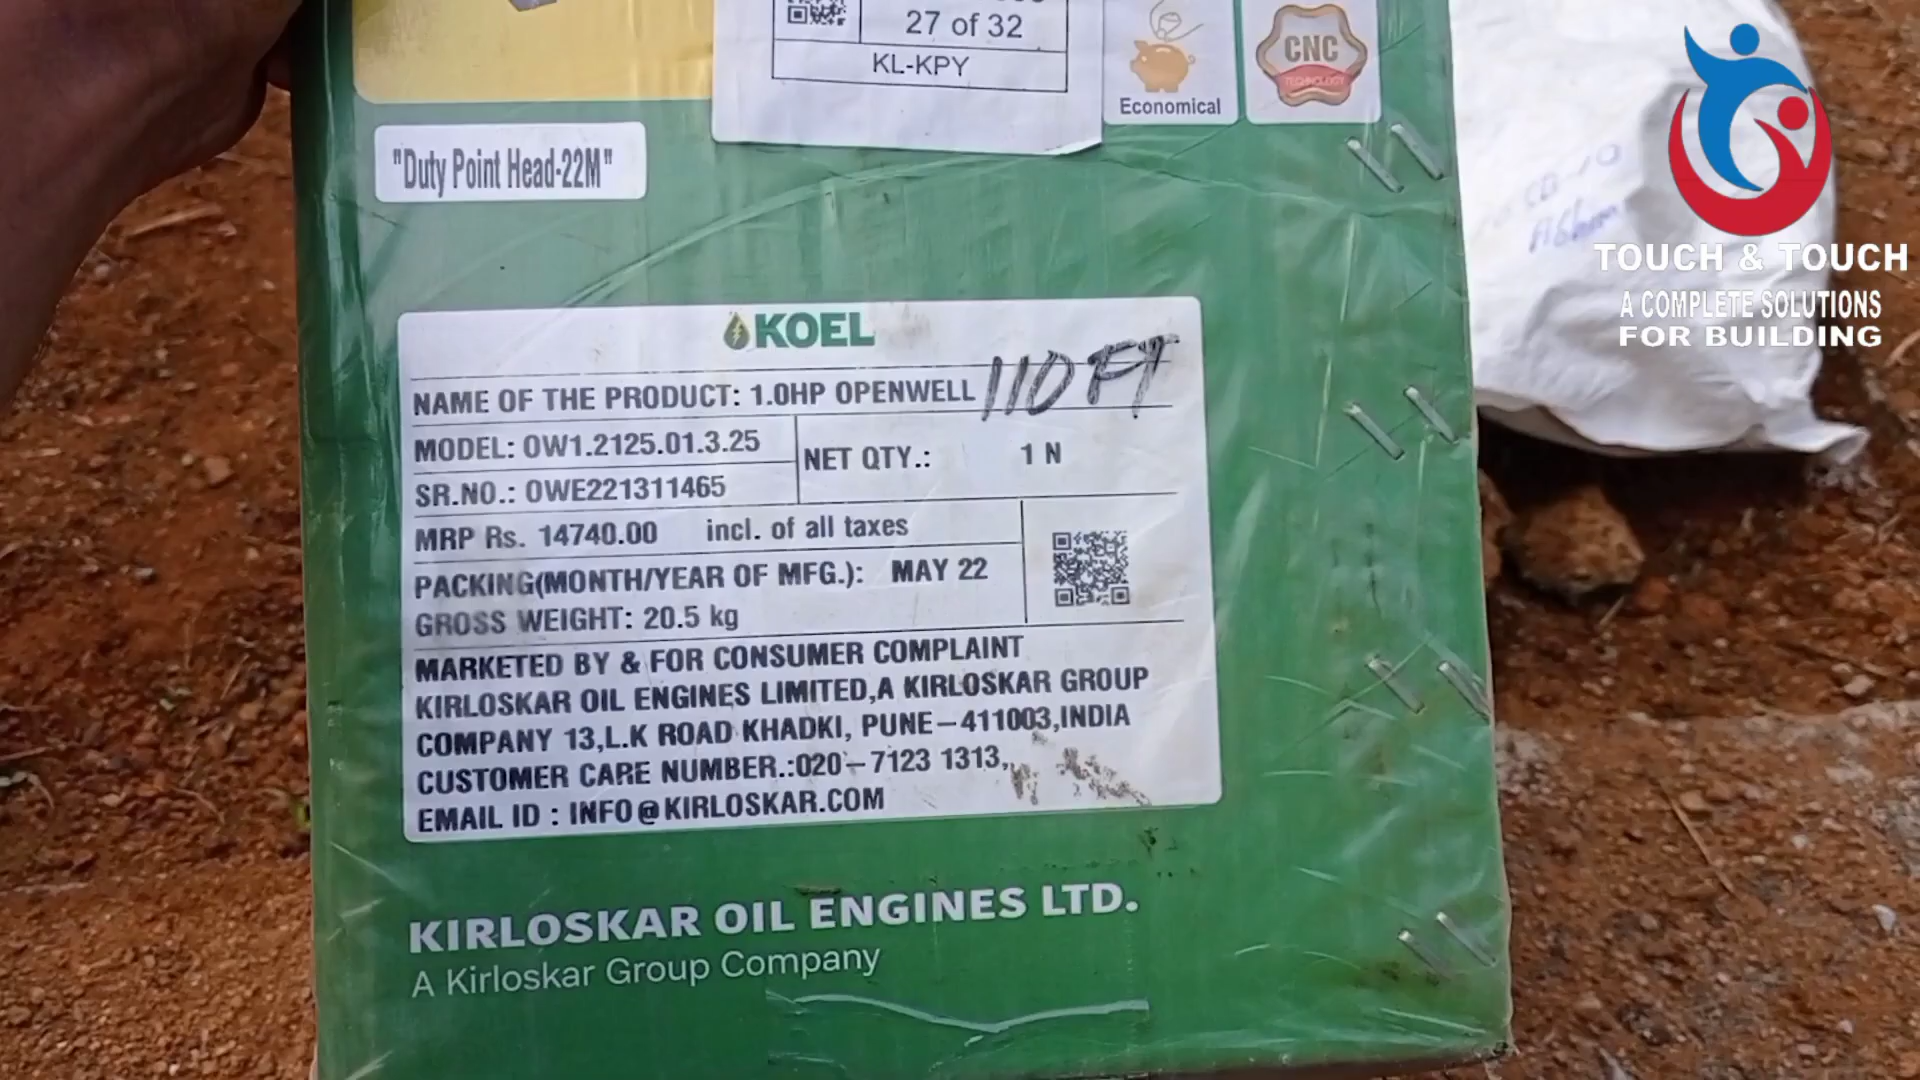 27 of 32
KL-KPY
Economical
CNC
TECHNOLOGY
"Duty Point Head-22M"
KOEL
NAME OF THE PRODUCT: 1.0HP OPENWELL 110 FT
MODEL: OW1.2125.01.3.25
NET QTY.: 1 N
SR.NO.: OWE221311465
MRP Rs. 14740.00 incl. of all taxes
PACKING(MONTH/YEAR OF MFG.): MAY 22
GROSS WEIGHT: 20.5 kg
MARKETED BY & FOR CONSUMER COMPLAINT
KIRLOSKAR OIL ENGINES LIMITED,A KIRLOSKAR GROUP
COMPANY 13,L.K ROAD KHADKI, PUNE-411003,INDIA
CUSTOMER CARE NUMBER.:020-7123 1313,
EMAIL ID : INFO@KIRLOSKAR.COM
KIRLOSKAR OIL ENGINES LTD.
A Kirloskar Group Company
TOUCH & TOUCH
A COMPLETE SOLUTIONS
FOR BUILDING